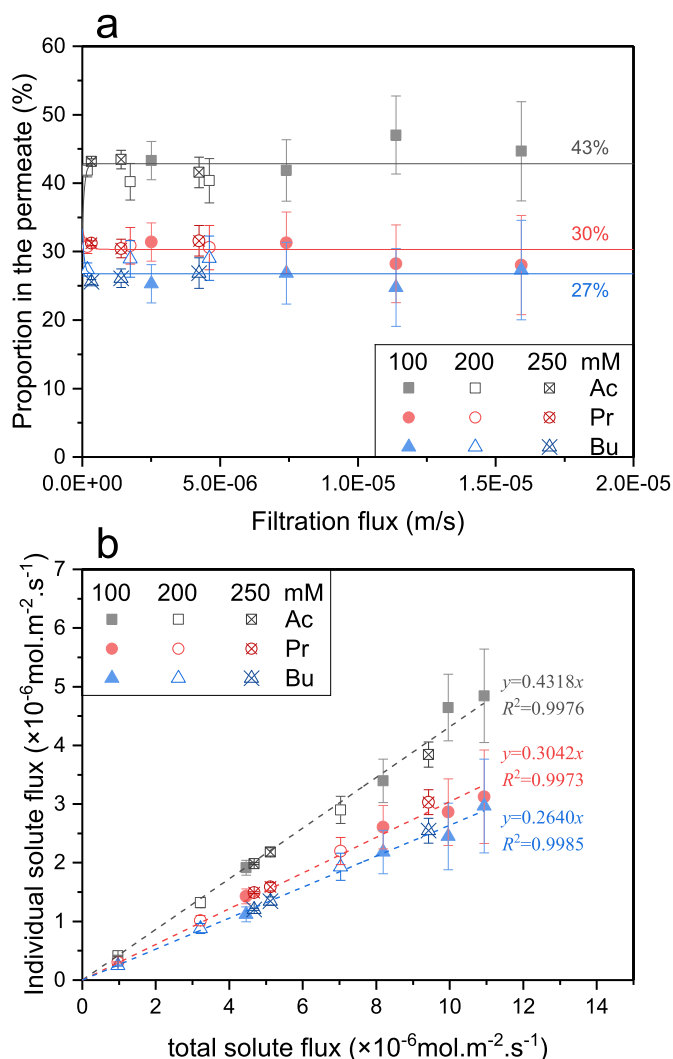 a
Proportion in the permeate (%)
60
50
40
30
20
10
0
43%
30%
27%
100 200 250 mM
Ac
Pr
Bu
0.0E+00 5.0E-06 1.0E-05 1.5E-05 2.0E-05
Filtration flux (m/s)
b
Individual solute flux (×10⁻⁶mol.m⁻².s⁻¹)
7
6
5
4
3
2
1
0
100 200 250 mM
Ac
Pr
Bu
y=0.4318x
R²=0.9976
y=0.3042x
R²=0.9973
y=0.2640x
R²=0.9985
0 2 4 6 8 10 12 14
total solute flux (×10⁻⁶mol.m⁻².s⁻¹)